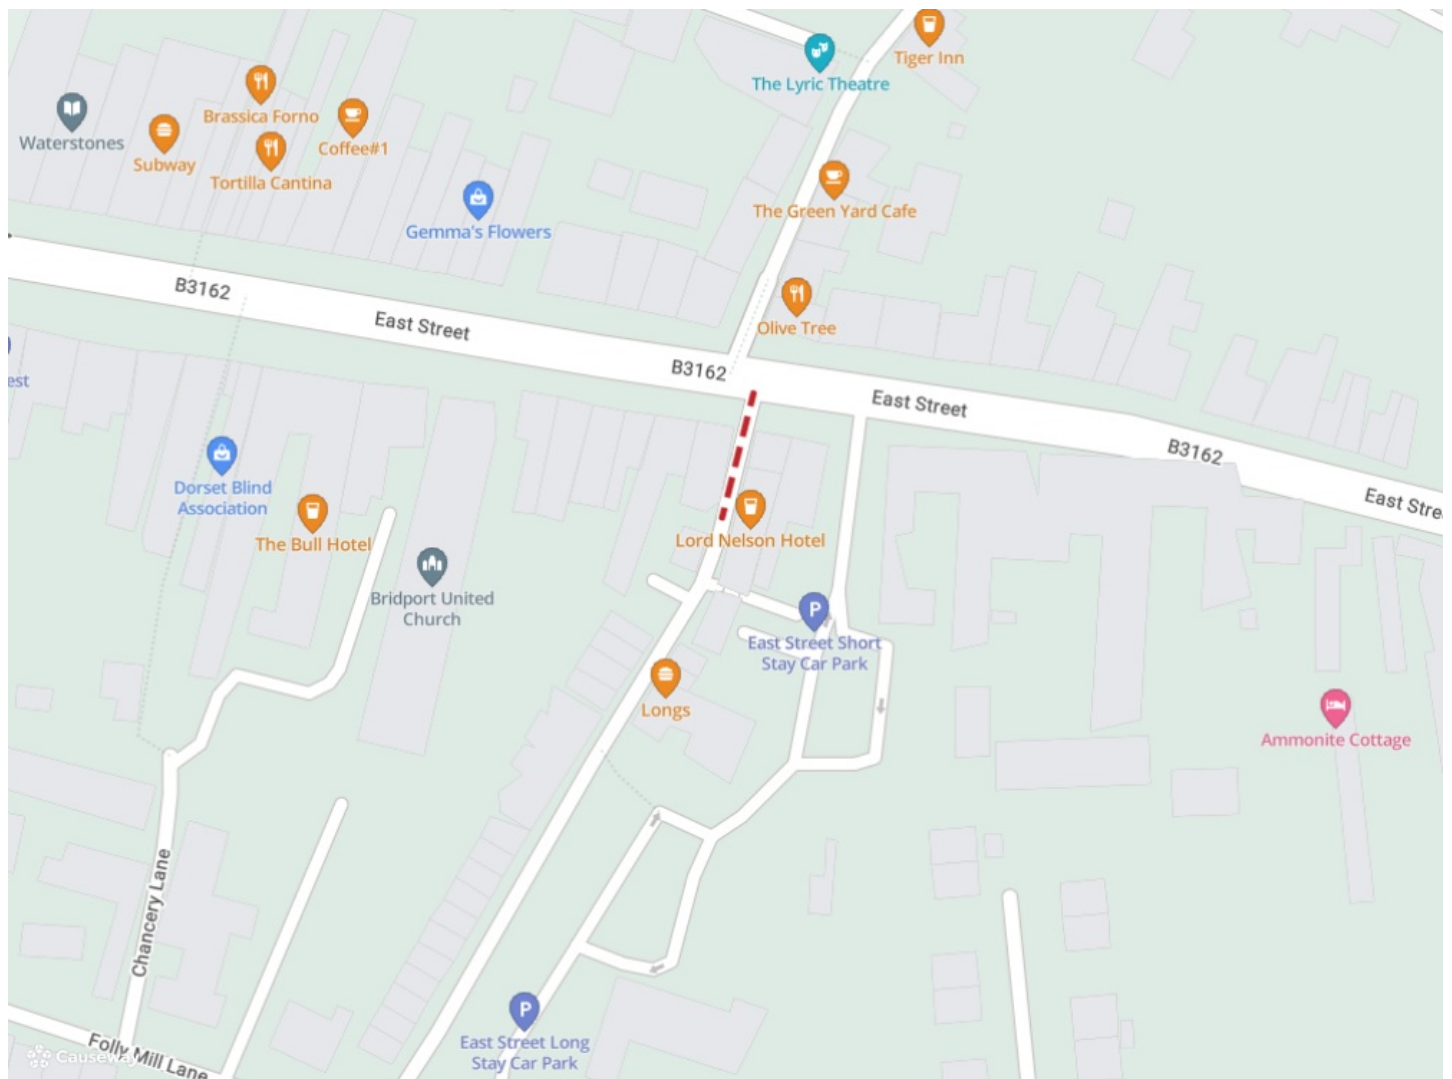 Tiger Inn
The Lyric Theatre
Brassica Forno
Waterstones
Coffee#1
Subway
Tortilla Cantina
The Green Yard Cafe
Gemma's Flowers
B3162
East Street
Olive Tree
B3162
est
East Street
B3162
Dorset Blind
Association
East Stre
The Bull Hotel
Lord Nelson Hotel
Bridport United
Church
P
East Street Short
Stay Car Park
Longs
Ammonite Cottage
Chancery Lane
P
East Street Long
Stay Car Park
Folly Mill Lane
Causeway